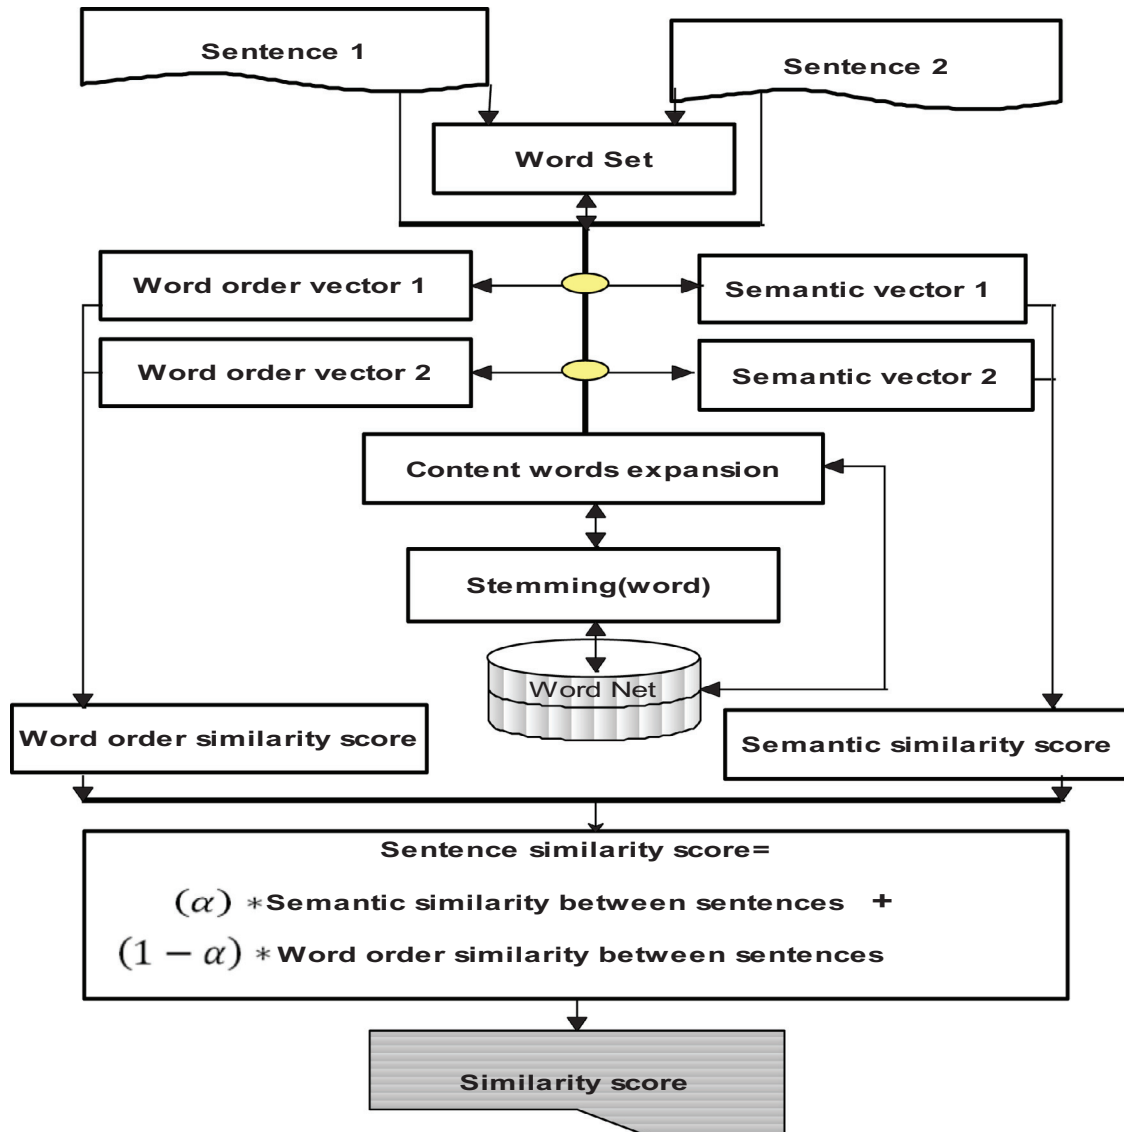 Sentence 1
Sentence 2
Word Set
Word order vector 1
Semantic vector 1
Word order vector 2
Semantic vector 2
Content words expansion
Stemming(word)
Word Net
Word order similarity score
Semantic similarity score
Sentence similarity score=
(α) *Semantic similarity between sentences +
(1 − α) *Word order similarity between sentences
Similarity score